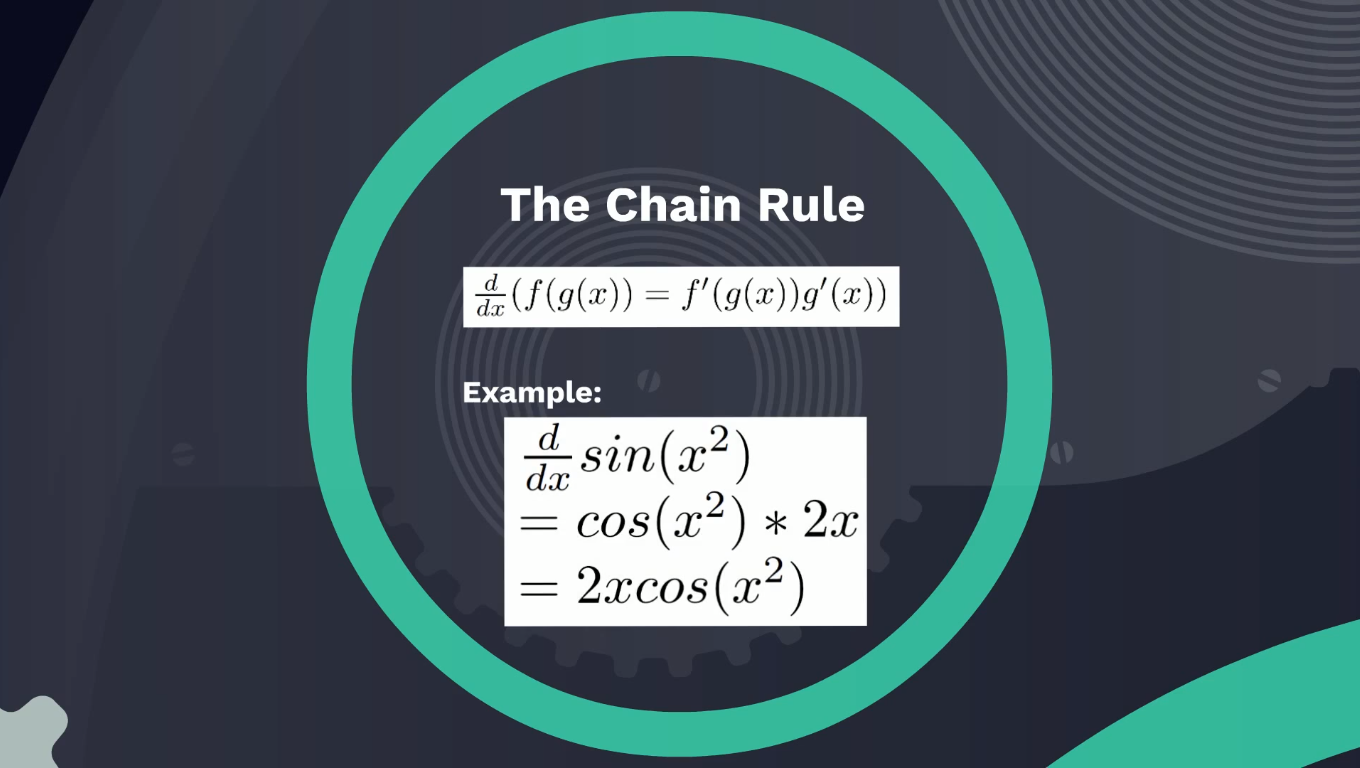 The Chain Rule
d/dx(f(g(x)) = f′(g(x))g′(x))
Example:
d/dx sin(x²)
= cos(x²) * 2x
= 2xcos(x²)